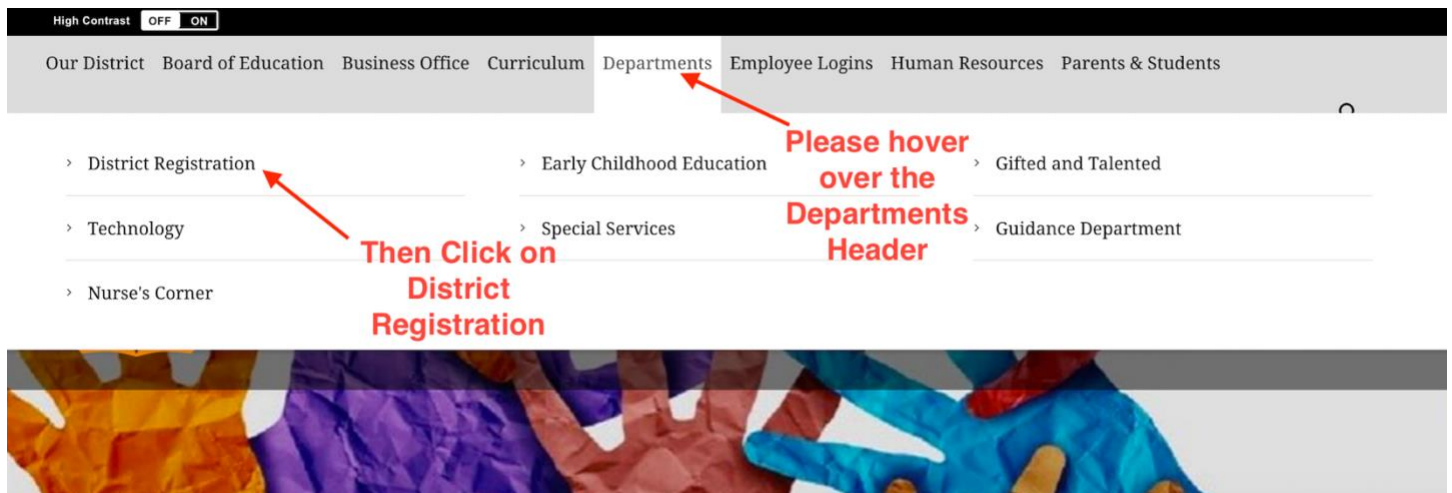 High Contrast OFF ON
Our District Board of Education Business Office Curriculum Departments Employee Logins Human Resources Parents & Students
> District Registration
> Early Childhood Education
> Gifted and Talented
> Technology
> Special Services
> Guidance Department
> Nurse's Corner
Please hover
over the
Departments
Header
Then Click on
District
Registration